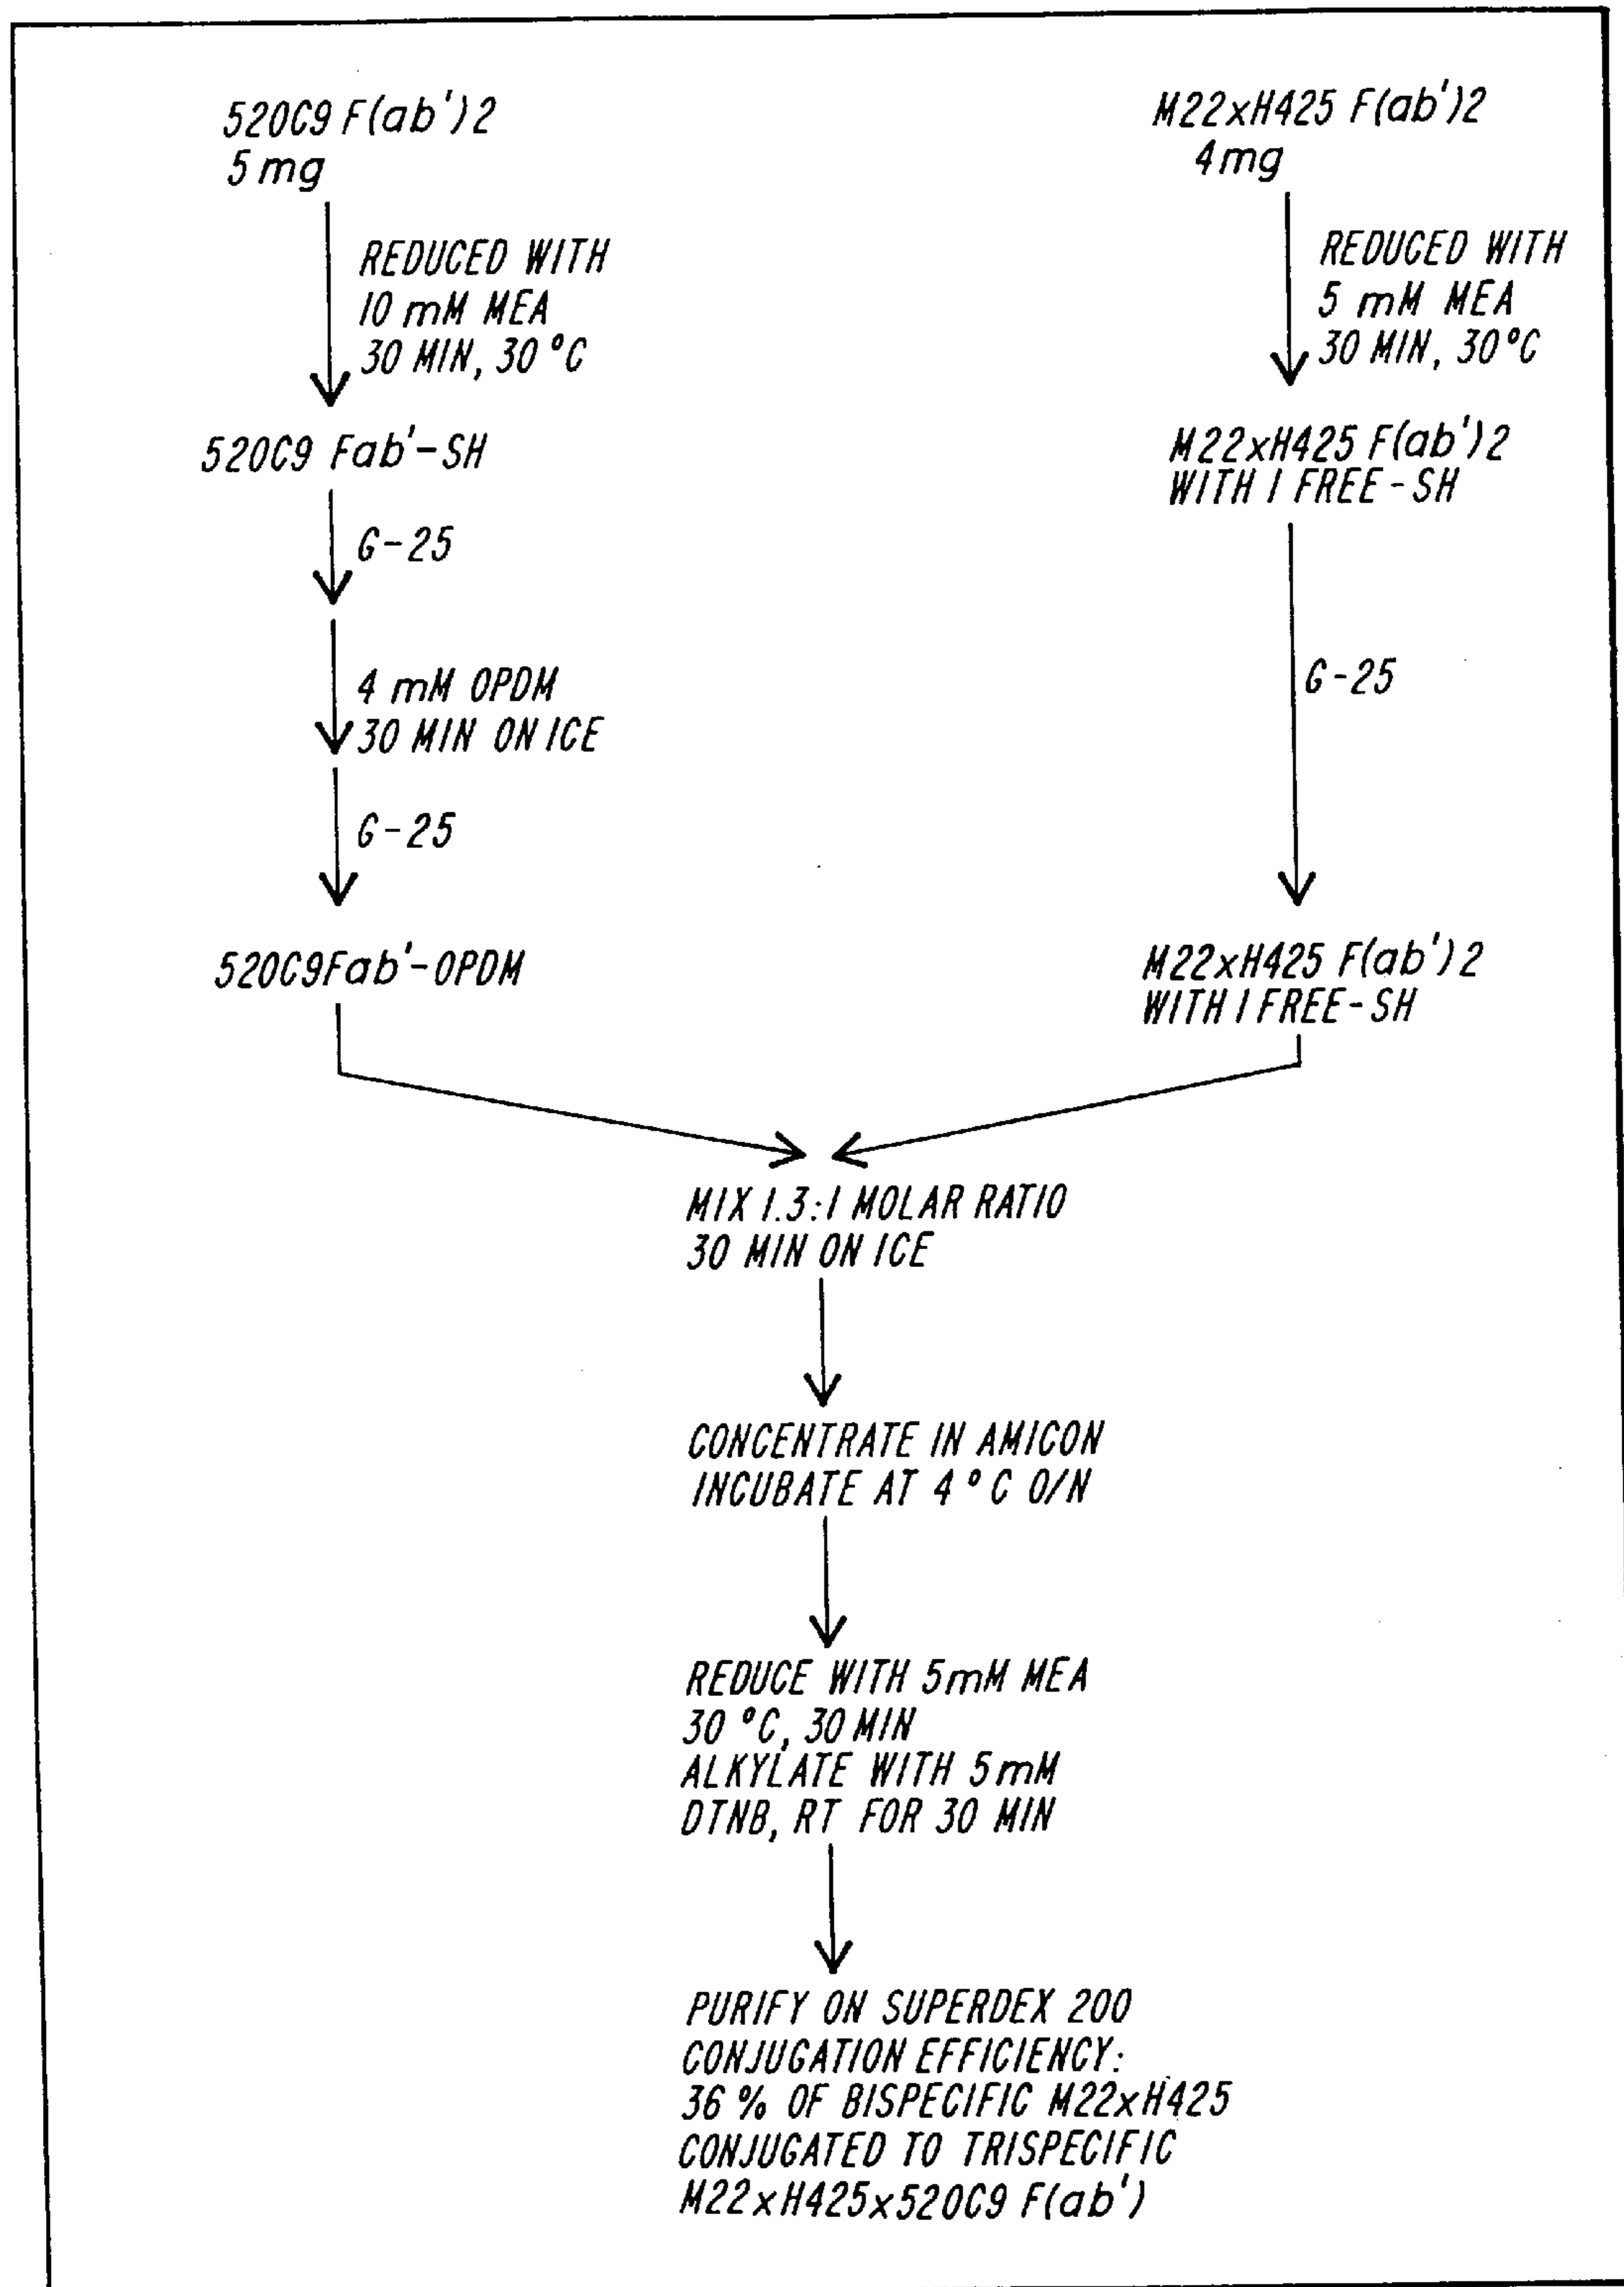 520C9 F(ab')2
5 mg
REDUCED WITH
10 mM MEA
30 MIN, 30 °C
520C9 Fab'-SH
G-25
4 mM OPDM
30 MIN ON ICE
G-25
520C9Fab'-OPDM
M22xH425 F(ab')2
4mg
REDUCED WITH
5 mM MEA
30 MIN, 30°C
M22xH425 F(ab')2
WITH 1 FREE-SH
G-25
M22xH425 F(ab')2
WITH 1 FREE-SH
MIX 1.3:1 MOLAR RATIO
30 MIN ON ICE
CONCENTRATE IN AMICON
INCUBATE AT 4 °C O/N
REDUCE WITH 5mM MEA
30 °C, 30 MIN
ALKYLATE WITH 5mM
DTNB, RT FOR 30 MIN
PURIFY ON SUPERDEX 200
CONJUGATION EFFICIENCY:
36 % OF BISPECIFIC M22xH425
CONJUGATED TO TRISPECIFIC
M22xH425x520C9 F(ab')